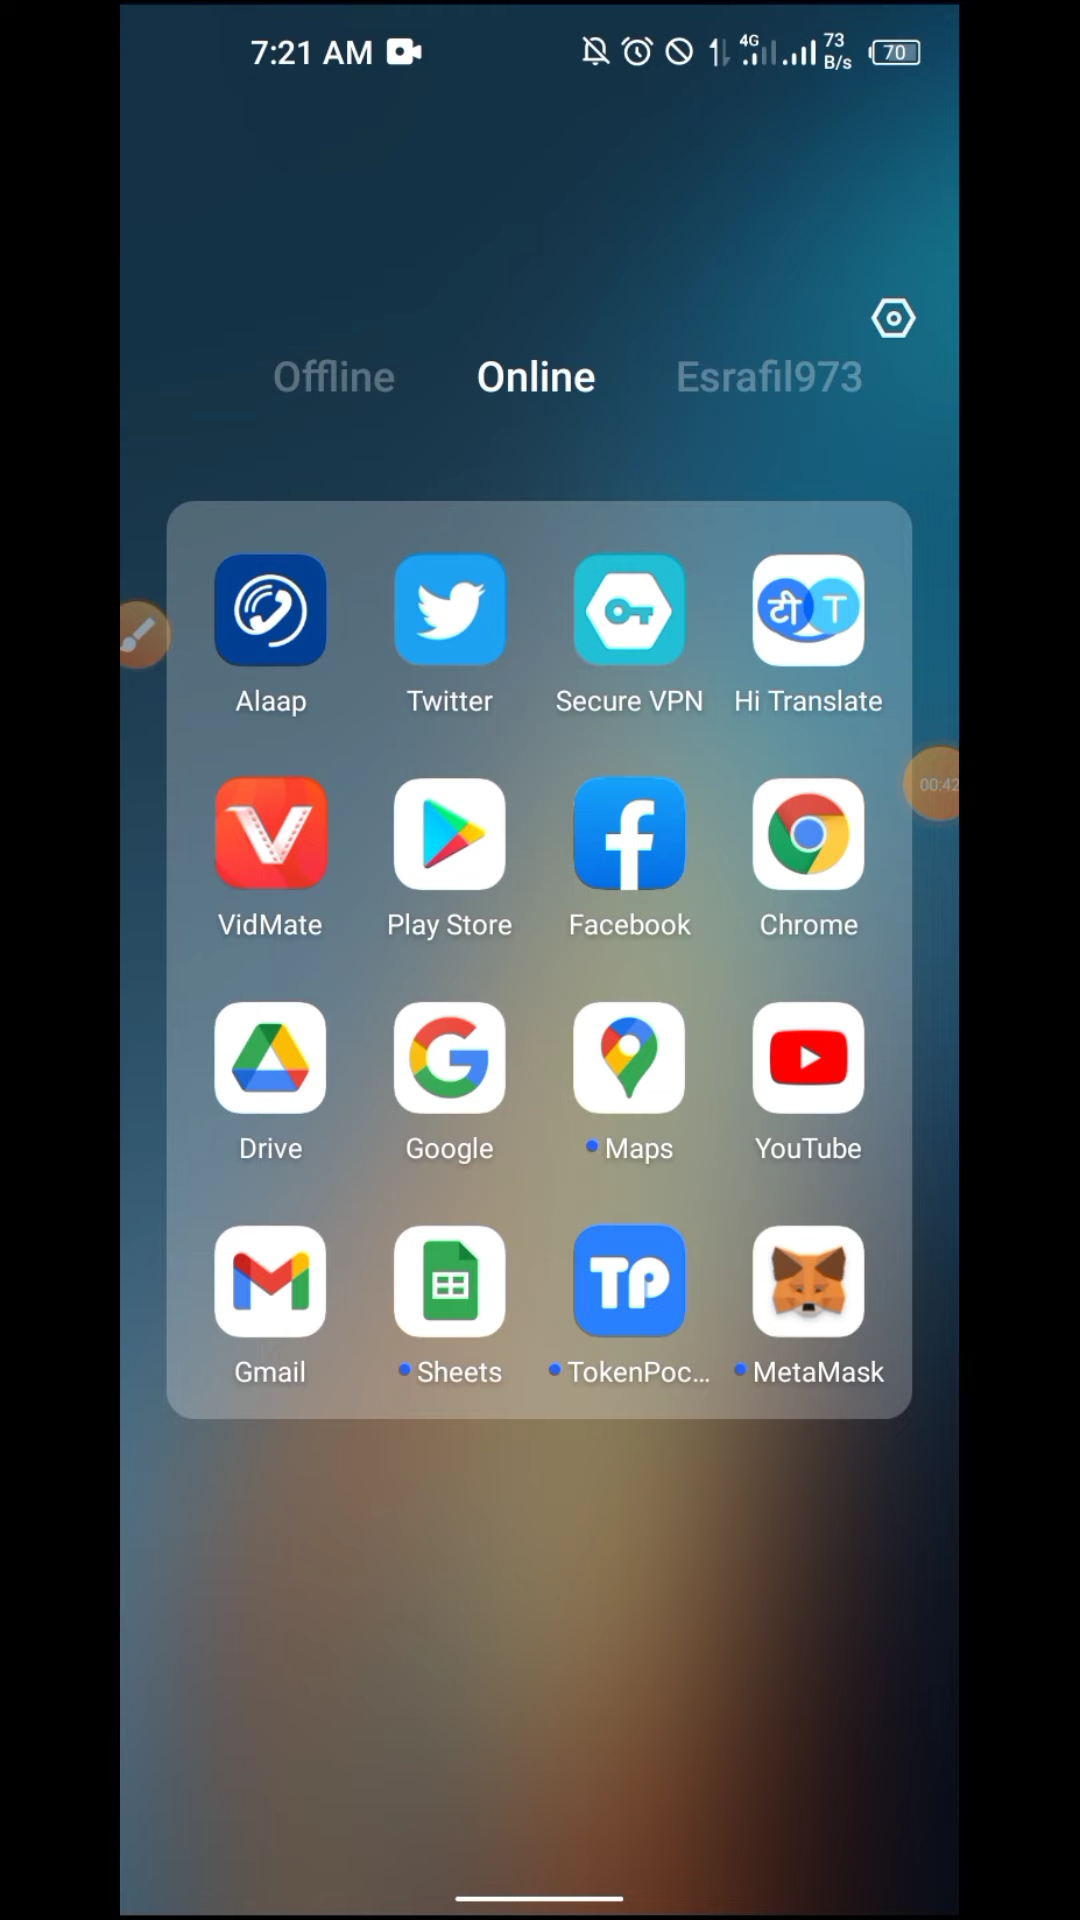 7:21 AM 4G 73 B/s 70
Offline Online Esrafil973
टी T
Alaap Twitter Secure VPN Hi Translate
00:42
VidMate Play Store Facebook Chrome
Drive Google Maps YouTube
TP
Gmail Sheets TokenPoc... MetaMask